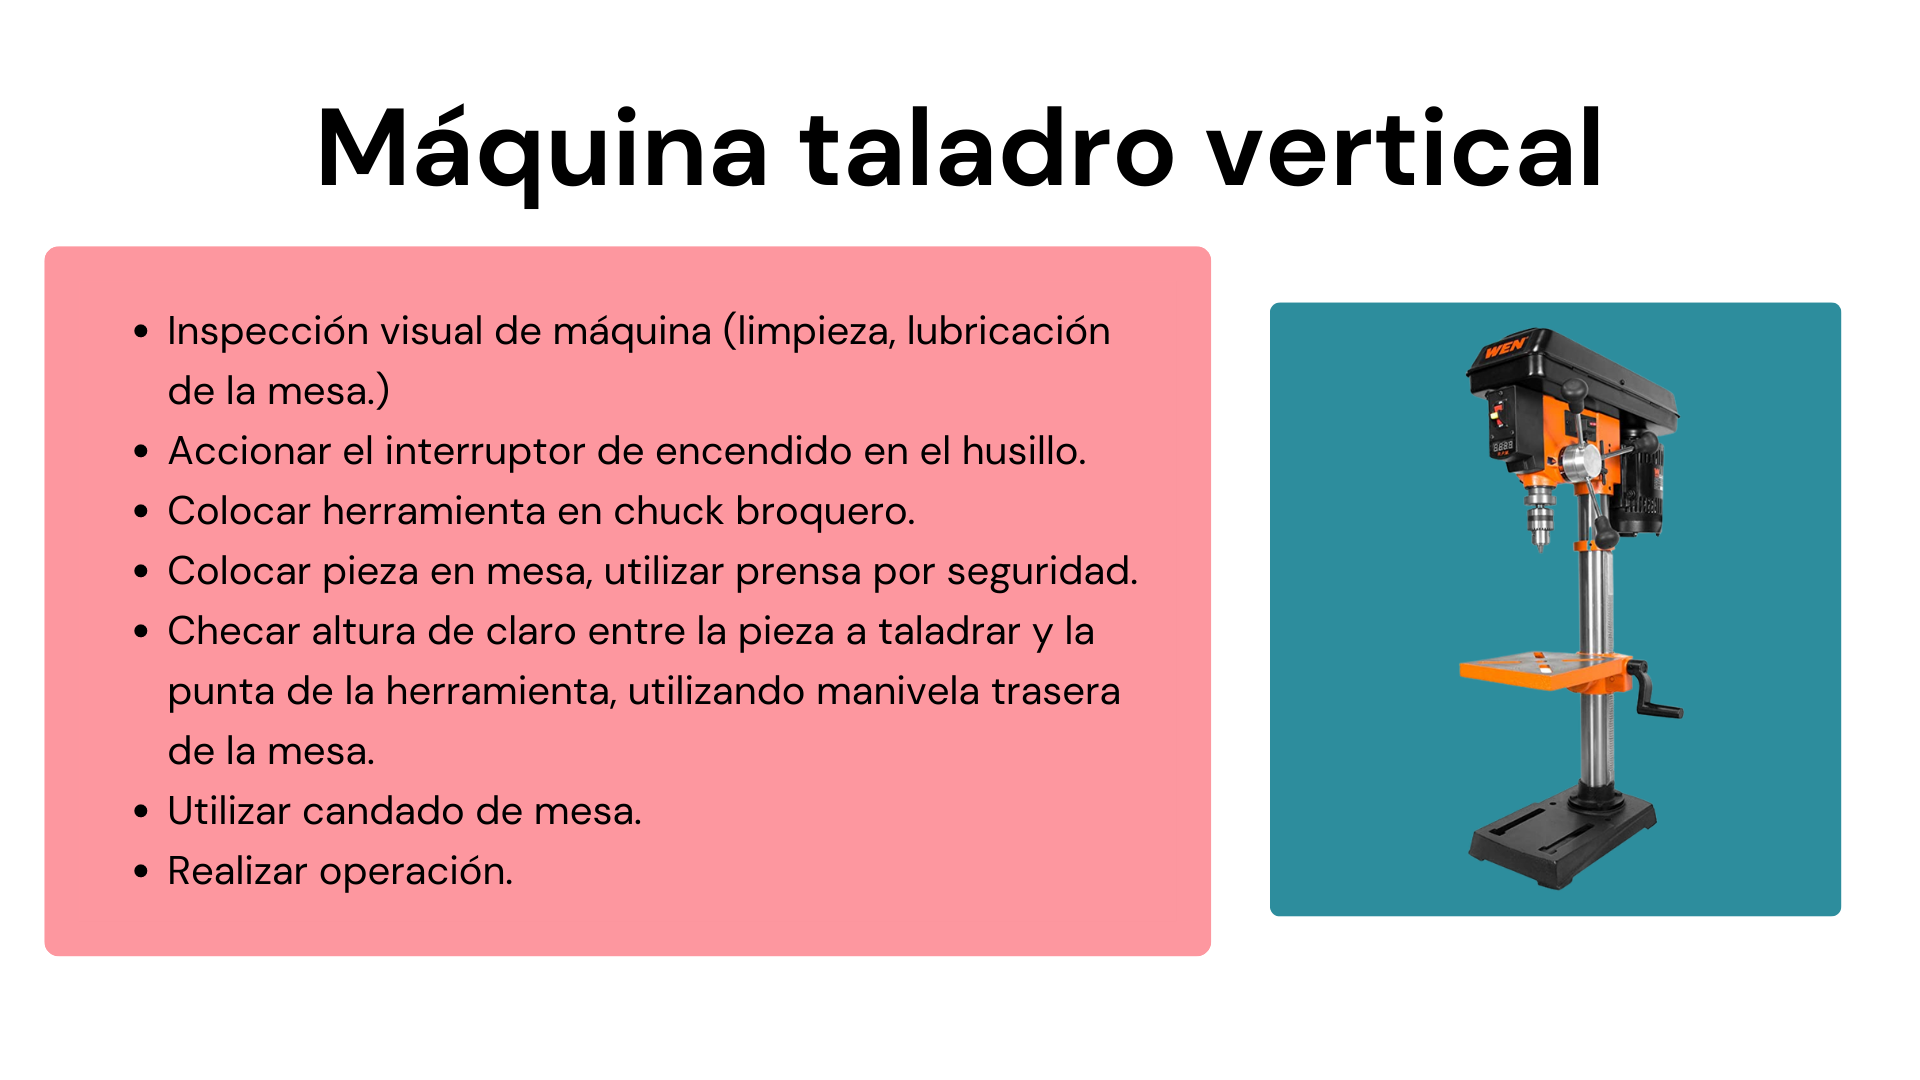 Máquina taladro vertical
• Inspección visual de máquina (limpieza, lubricación
de la mesa.)
• Accionar el interruptor de encendido en el husillo.
• Colocar herramienta en chuck broquero.
• Colocar pieza en mesa, utilizar prensa por seguridad.
• Checar altura de claro entre la pieza a taladrar y la
punta de la herramienta, utilizando manivela trasera
de la mesa.
• Utilizar candado de mesa.
• Realizar operación.
WEN